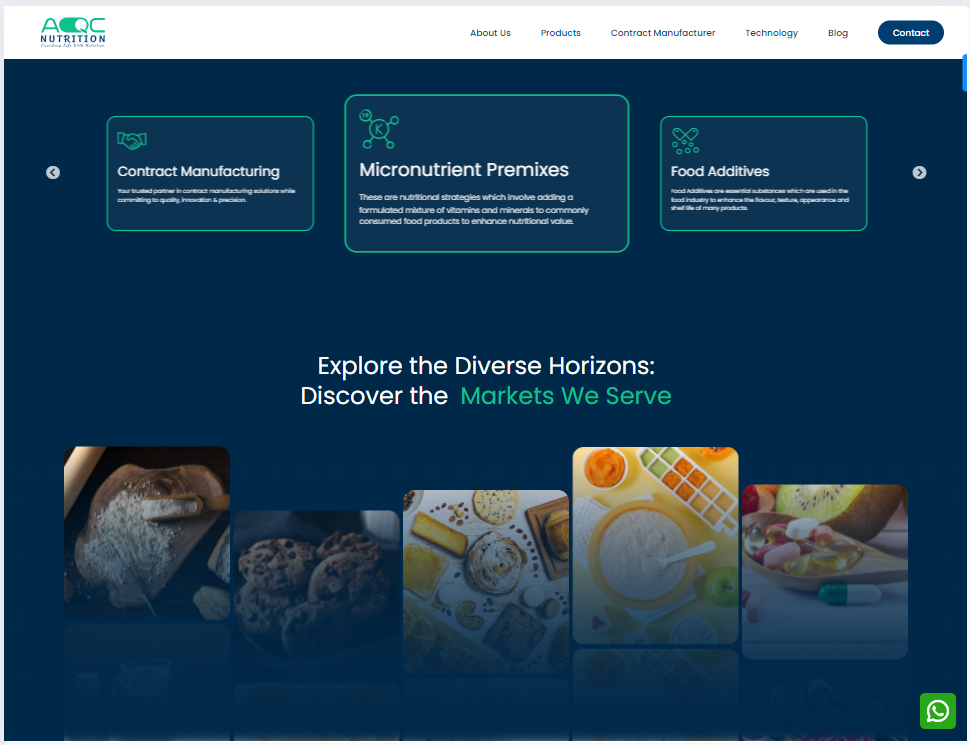 AQC
NUTRITION
Enriching Life With Nutrition
About Us
Products
Contract Manufacturer
Technology
Blog
Contact
Contract Manufacturing
Your trusted partner in contract manufacturing solutions while
committing to quality, innovation & precision.
19
K
Micronutrient Premixes
These are nutritional strategies which involve adding a
formulated mixture of vitamins and minerals to commonly
consumed food products to enhance nutritional value.
Food Additives
Food Additives are essential substances which are used in the
food industry to enhance the flavour, texture, appearance and
shelf life of many products.
Explore the Diverse Horizons:
Discover the Markets We Serve